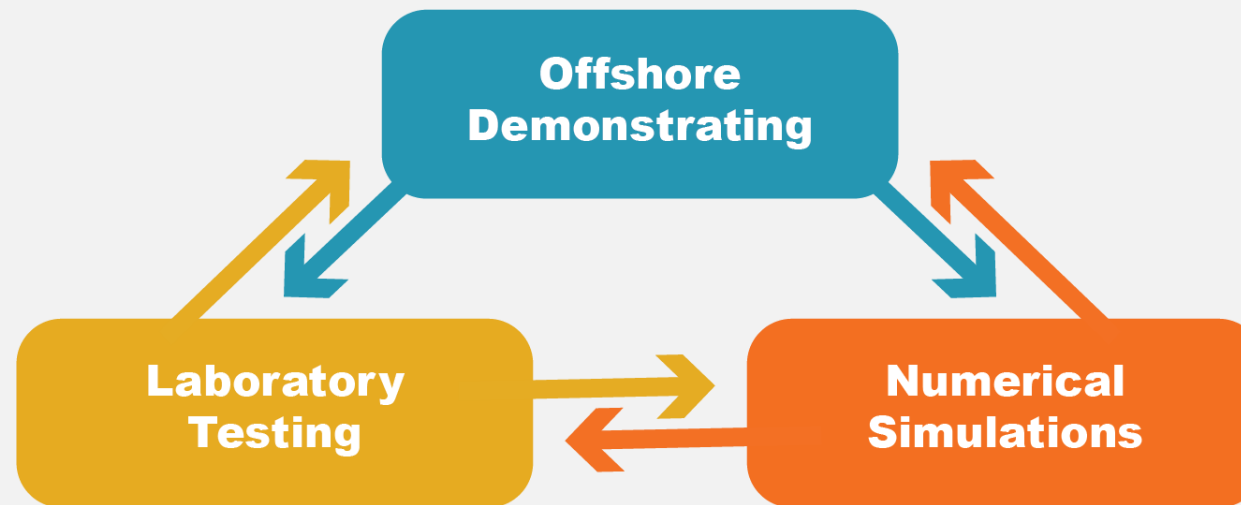 Offshore
Demonstrating
Laboratory
Testing
Numerical
Simulations